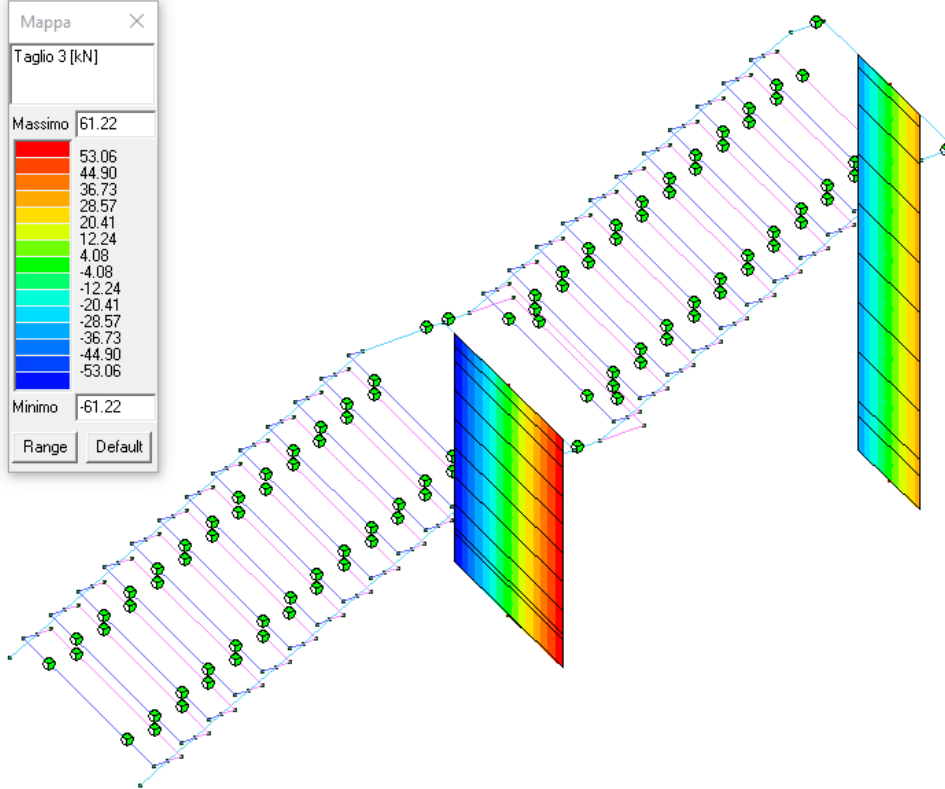 Mappa
Taglio 3 [kN]
Massimo 61.22
53.06
44.90
36.73
28.57
20.41
12.24
4.08
-4.08
-12.24
-20.41
-28.57
-36.73
-44.90
-53.06
Minimo -61.22
Range Default